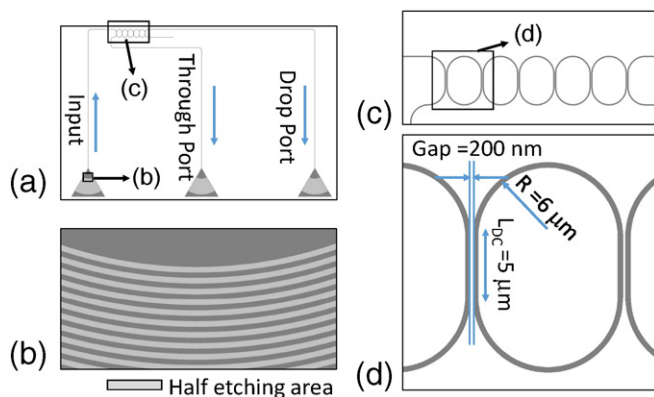 (a)
Input
(c)
Through Port
Drop Port
(b)
(b)
Half etching area
(c)
(d)
(d)
Gap =200 nm
R =6 μm
L_DC =5 μm